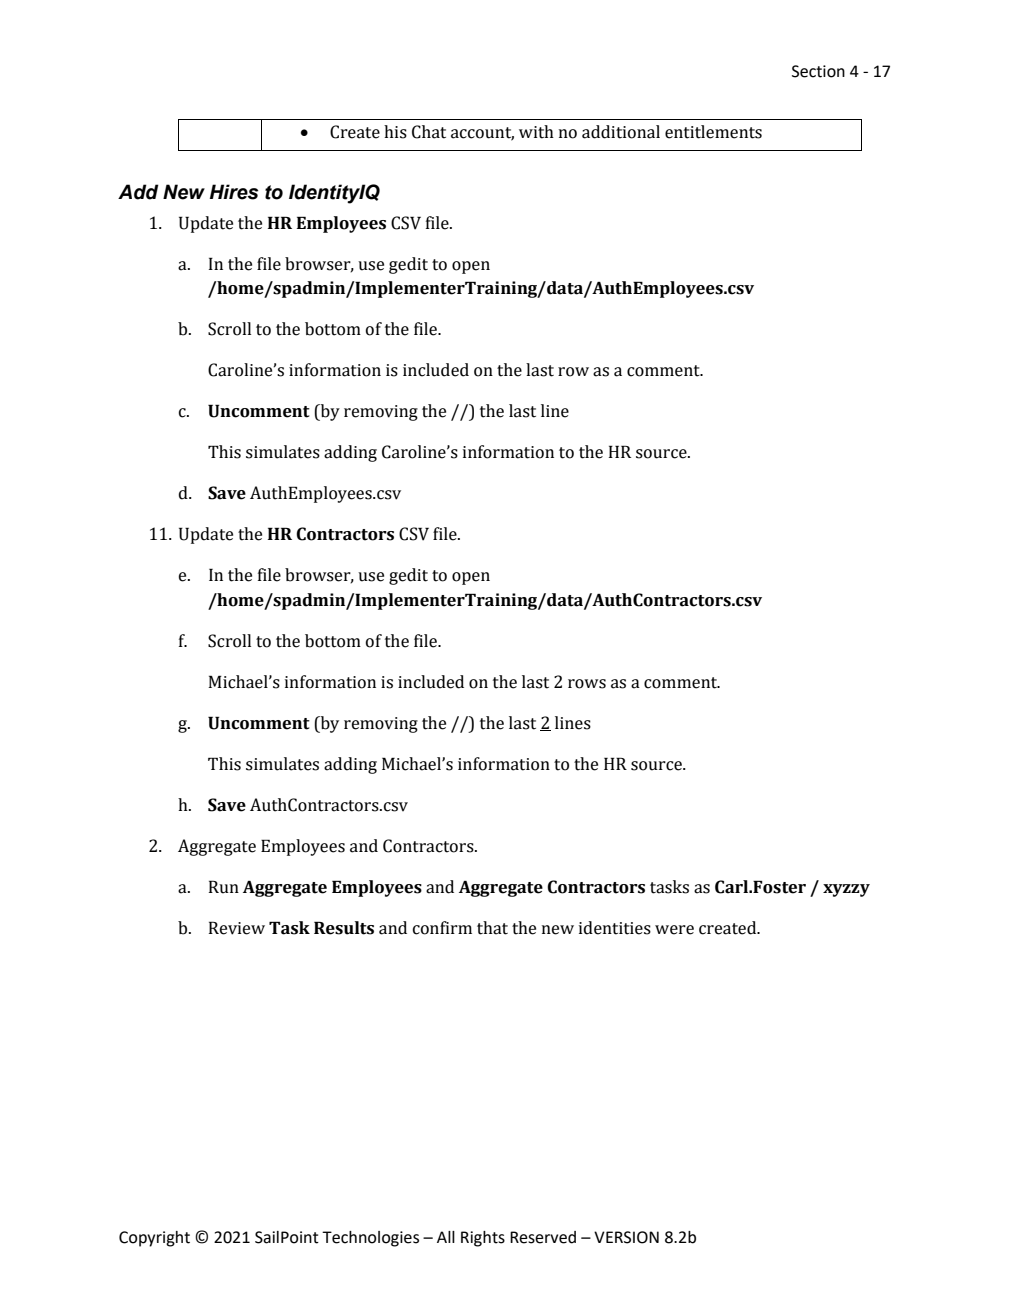 Section 4 - 17
• Create his Chat account, with no additional entitlements
Add New Hires to IdentityIQ
1. Update the HR Employees CSV file.
a. In the file browser, use gedit to open
/home/spadmin/ImplementerTraining/data/AuthEmployees.csv
b. Scroll to the bottom of the file.
Caroline’s information is included on the last row as a comment.
c. Uncomment (by removing the //) the last line
This simulates adding Caroline’s information to the HR source.
d. Save AuthEmployees.csv
11. Update the HR Contractors CSV file.
e. In the file browser, use gedit to open
/home/spadmin/ImplementerTraining/data/AuthContractors.csv
f. Scroll to the bottom of the file.
Michael’s information is included on the last 2 rows as a comment.
g. Uncomment (by removing the //) the last 2 lines
This simulates adding Michael’s information to the HR source.
h. Save AuthContractors.csv
2. Aggregate Employees and Contractors.
a. Run Aggregate Employees and Aggregate Contractors tasks as Carl.Foster / xyzzy
b. Review Task Results and confirm that the new identities were created.
Copyright © 2021 SailPoint Technologies – All Rights Reserved – VERSION 8.2b